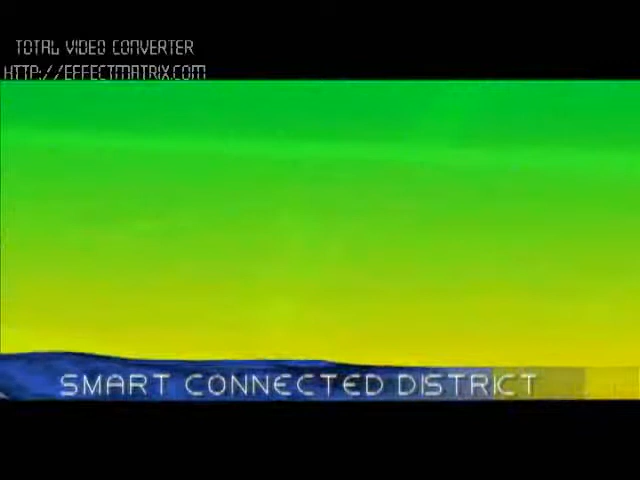 TOTAL VIDEO CONVERTER
HTTP://EFFECTMATRIX.COM
SMART CONNECTED DISTRICT